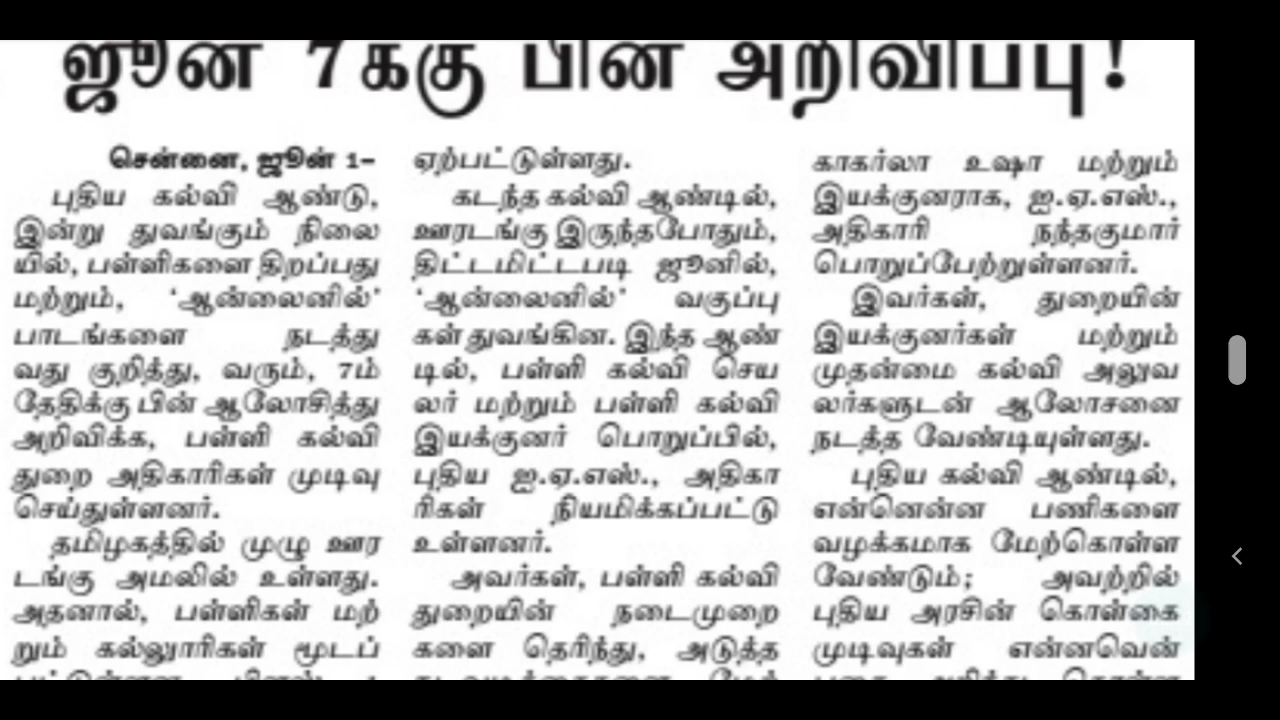 ஜூன் 7க்கு பின் அறிவிப்பு!
சென்னை, ஜூன் 1–
புதிய கல்வி ஆண்டு,
இன்று துவங்கும் நிலை
யில், பள்ளிகளை திறப்பது
மற்றும், ‘ஆன்லைனில்’
பாடங்களை நடத்து
வது குறித்து, வரும், 7ம்
தேதிக்கு பின் ஆலோசித்து
அறிவிக்க, பள்ளி கல்வி
துறை அதிகாரிகள் முடிவு
செய்துள்ளனர்.
தமிழகத்தில் முழு ஊர
டங்கு அமலில் உள்ளது.
அதனால், பள்ளிகள் மற்
றும் கல்லூரிகள் மூடப்
ஏற்பட்டுள்ளது.
கடந்த கல்வி ஆண்டில்,
ஊரடங்கு இருந்தபோதும்,
திட்டமிட்டபடி ஜூனில்,
‘ஆன்லைனில்’ வகுப்பு
கள் துவங்கின. இந்த ஆண்
டில், பள்ளி கல்வி செய
லர் மற்றும் பள்ளி கல்வி
இயக்குனர் பொறுப்பில்,
புதிய ஐ.ஏ.எஸ்., அதிகா
ரிகள் நியமிக்கப்பட்டு
உள்ளனர்.
அவர்கள், பள்ளி கல்வி
துறையின் நடைமுறை
களை தெரிந்து, அடுத்த
காகர்லா உஷா மற்றும்
இயக்குனராக, ஐ.ஏ.எஸ்.,
அதிகாரி நந்தகுமார்
பொறுப்பேற்றுள்ளனர்.
இவர்கள், துறையின்
இயக்குனர்கள் மற்றும்
முதன்மை கல்வி அலுவ
லர்களுடன் ஆலோசனை
நடத்த வேண்டியுள்ளது.
புதிய கல்வி ஆண்டில்,
என்னென்ன பணிகளை
வழக்கமாக மேற்கொள்ள
வேண்டும்; அவற்றில்
புதிய அரசின் கொள்கை
முடிவுகள் என்னவென்